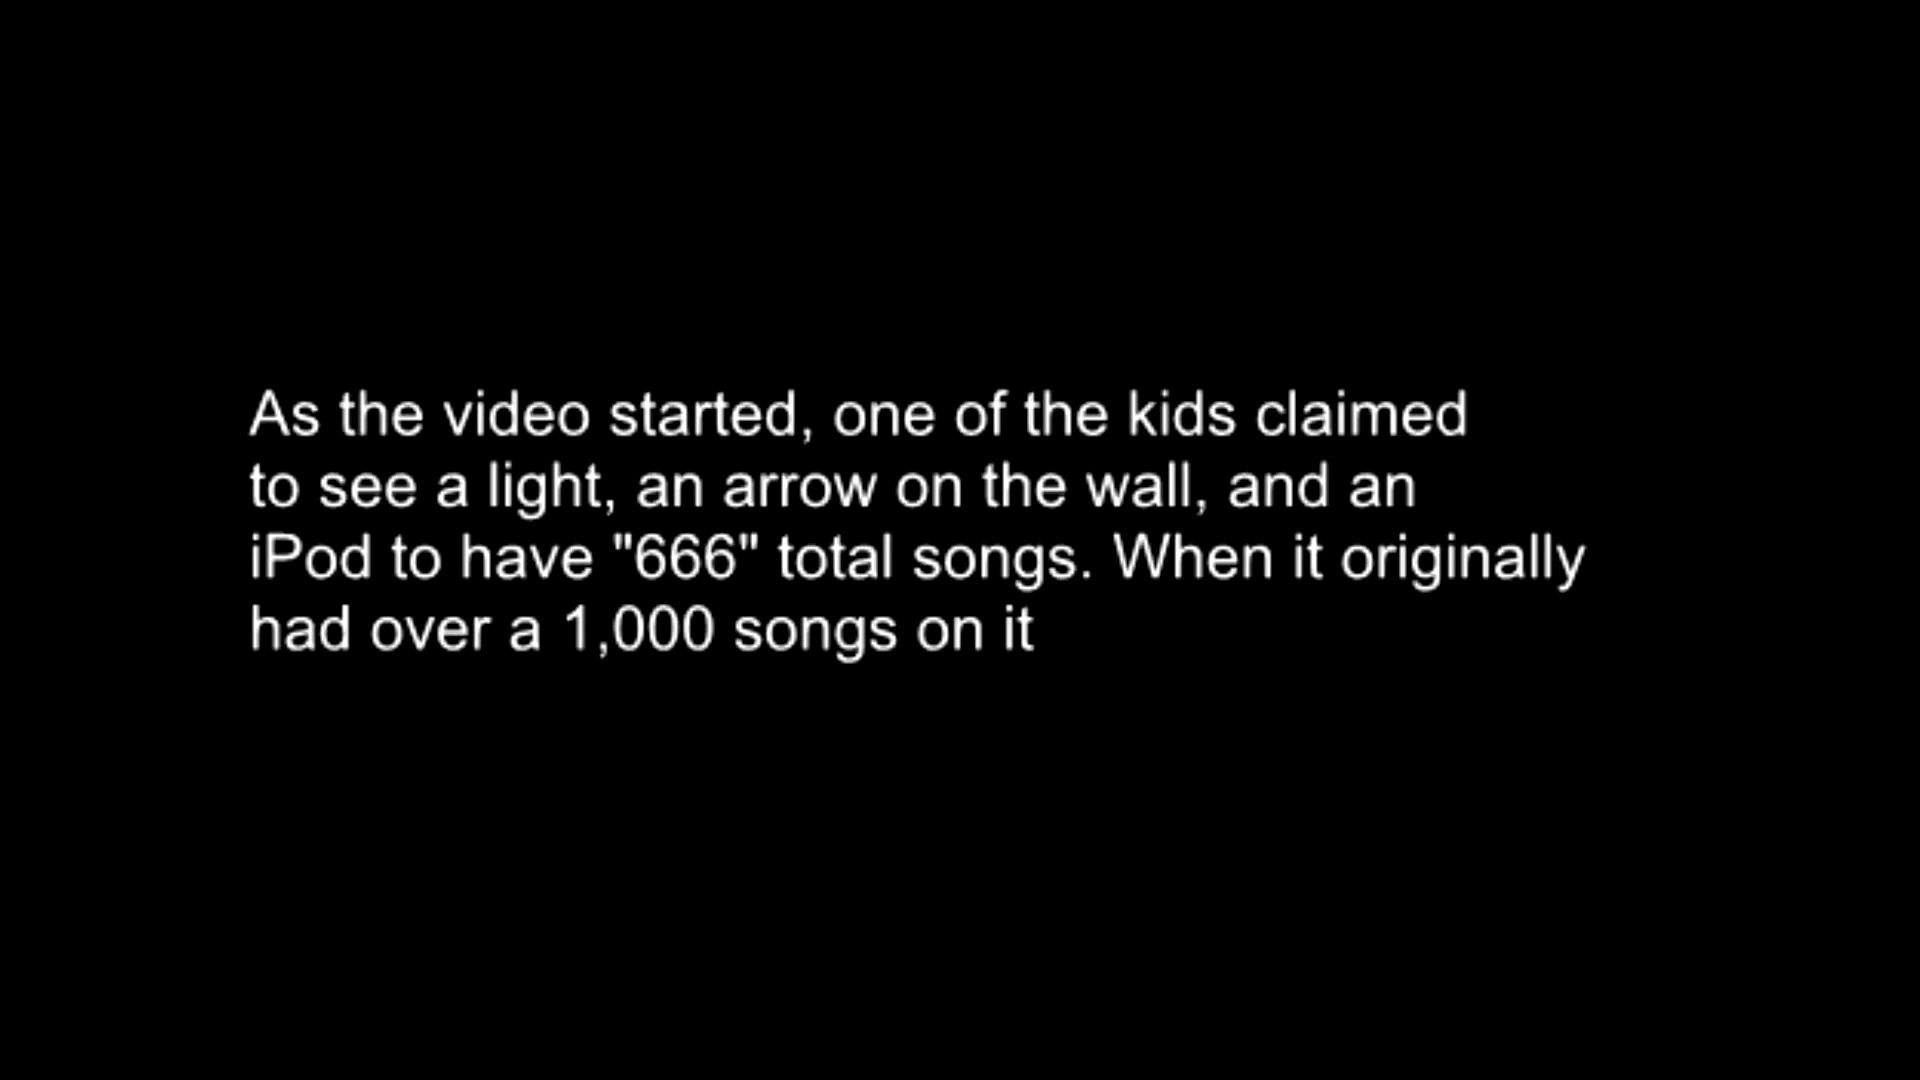 As the video started, one of the kids claimed
to see a light, an arrow on the wall, and an
iPod to have "666" total songs. When it originally
had over a 1,000 songs on it